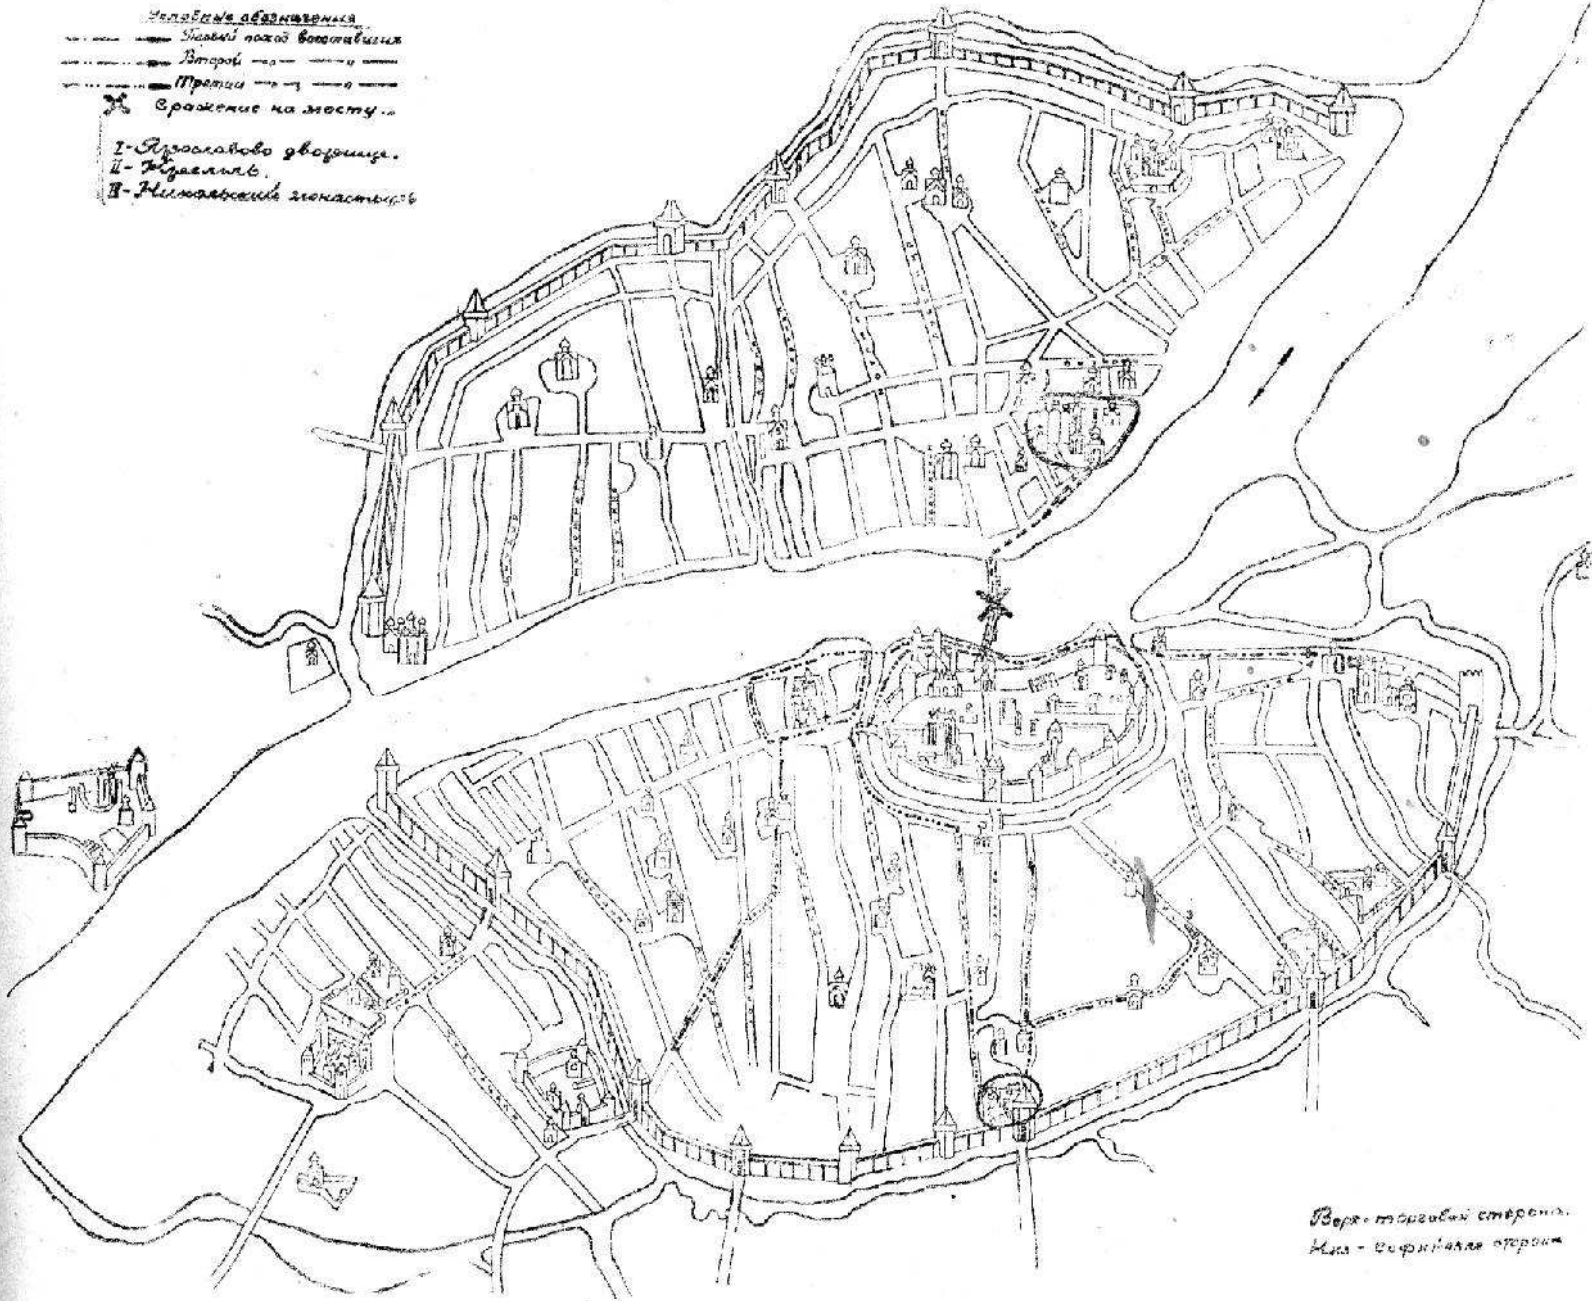 Условные обозначения
Первый поход восставших
Второй — " — — " —
Третий — " — — " —
Сражение на мосту.
I - Ярославово дворище.
II - Кремль.
III - Никольский монастырь
Верх - торговая сторона.
Низ - Софийская сторона